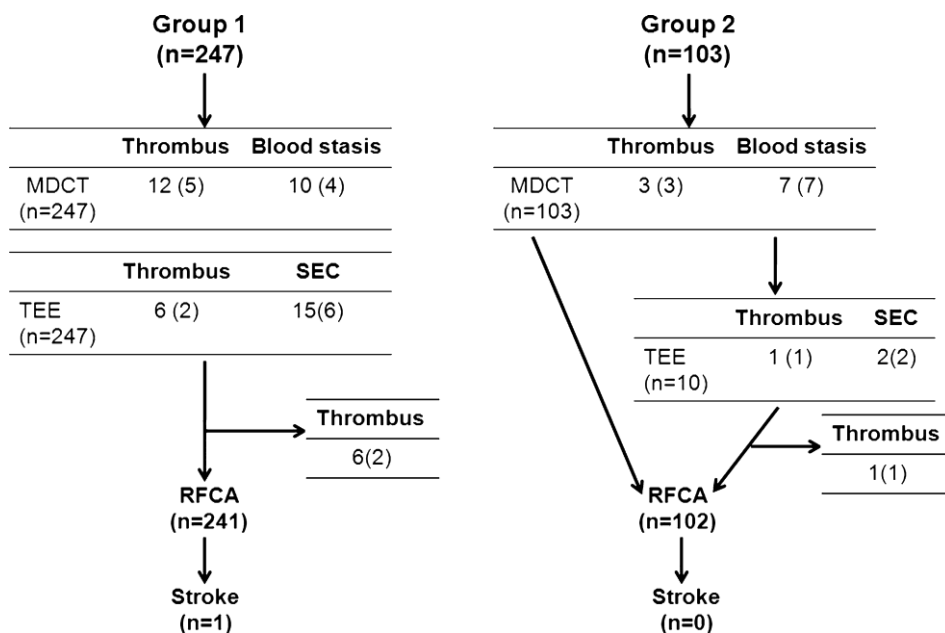 Group 1
(n=247)
Thrombus Blood stasis
MDCT 12 (5) 10 (4)
(n=247)
Thrombus SEC
TEE 6 (2) 15(6)
(n=247)
Thrombus
6(2)
RFCA
(n=241)
Stroke
(n=1)
Group 2
(n=103)
Thrombus Blood stasis
MDCT 3 (3) 7 (7)
(n=103)
Thrombus SEC
TEE 1 (1) 2(2)
(n=10)
Thrombus
1(1)
RFCA
(n=102)
Stroke
(n=0)